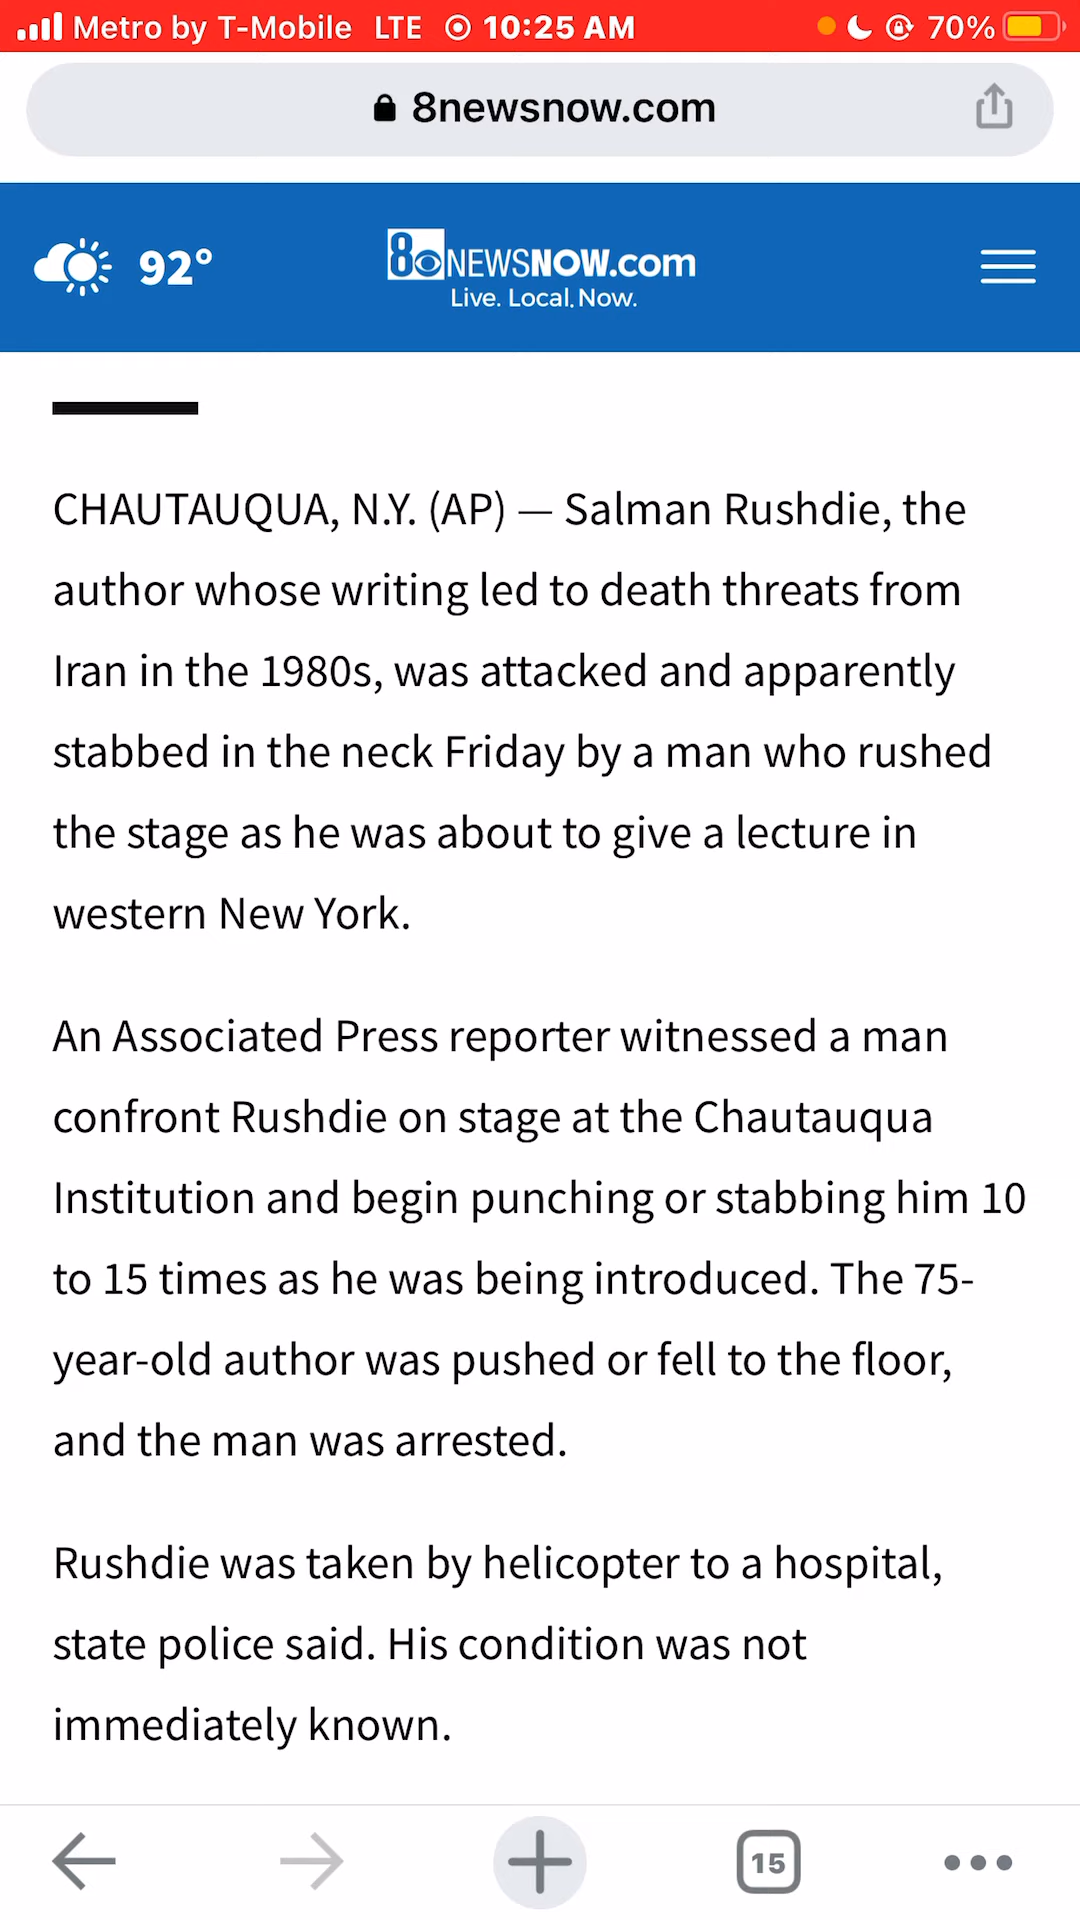 Metro by T-Mobile LTE 10:25 AM 70%
8newsnow.com
92° 8NEWSNOW.com
Live. Local. Now.
CHAUTAUQUA, N.Y. (AP) — Salman Rushdie, the
author whose writing led to death threats from
Iran in the 1980s, was attacked and apparently
stabbed in the neck Friday by a man who rushed
the stage as he was about to give a lecture in
western New York.
An Associated Press reporter witnessed a man
confront Rushdie on stage at the Chautauqua
Institution and begin punching or stabbing him 10
to 15 times as he was being introduced. The 75-
year-old author was pushed or fell to the floor,
and the man was arrested.
Rushdie was taken by helicopter to a hospital,
state police said. His condition was not
immediately known.
15